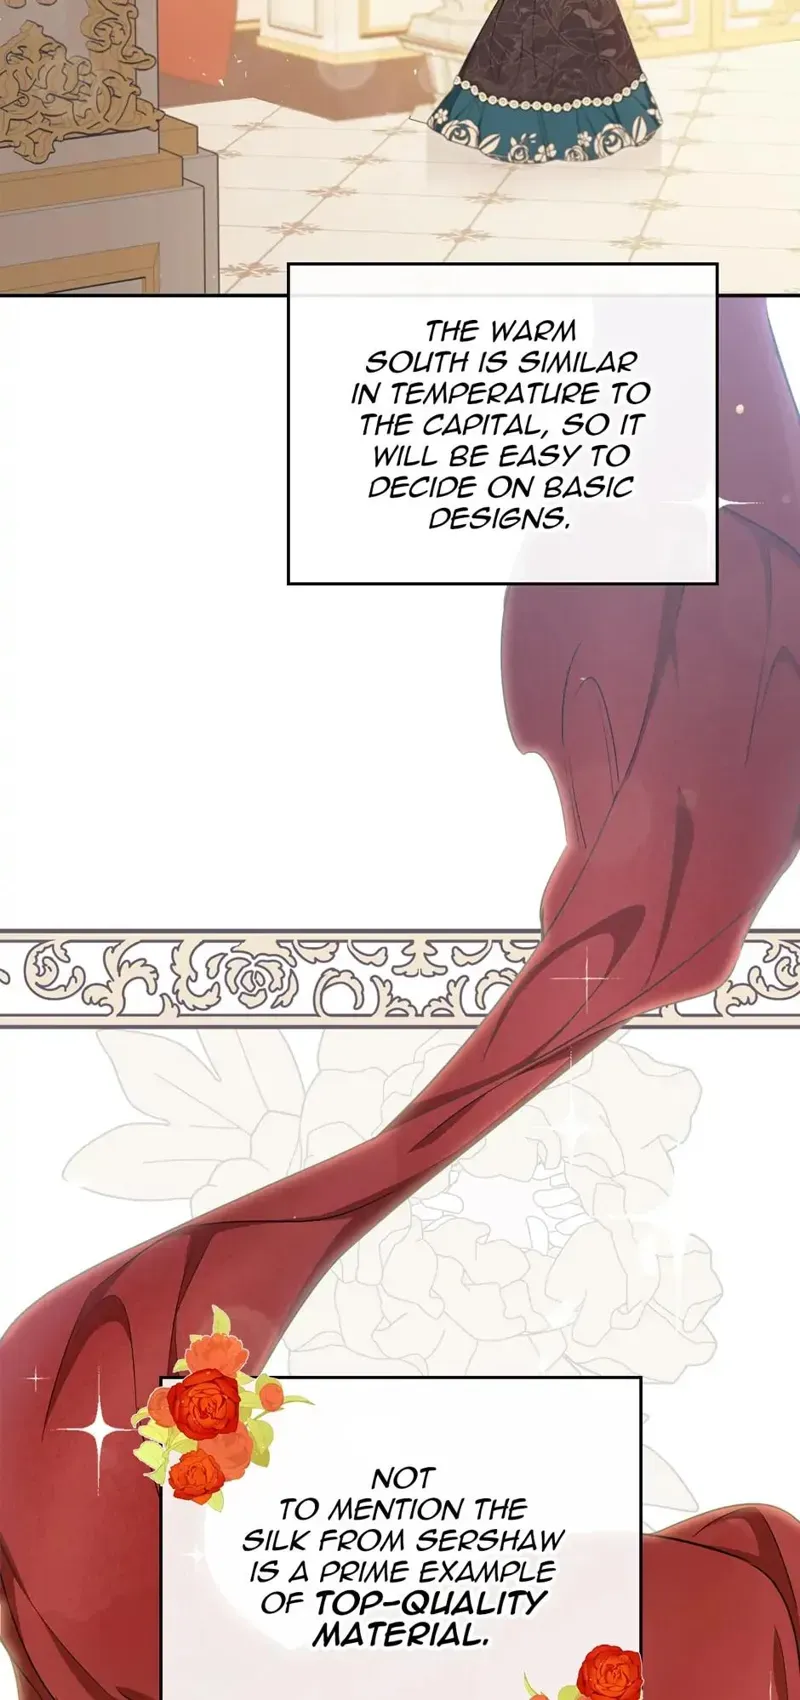 THE WARM
SOUTH IS SIMILAR
IN TEMPERATURE TO
THE CAPITAL, SO IT
WILL BE EASY TO
DECIDE ON BASIC
DESIGNS.
NOT
TO MENTION THE
SILK FROM SERSHAW
IS A PRIME EXAMPLE
OF TOP-QUALITY
MATERIAL.